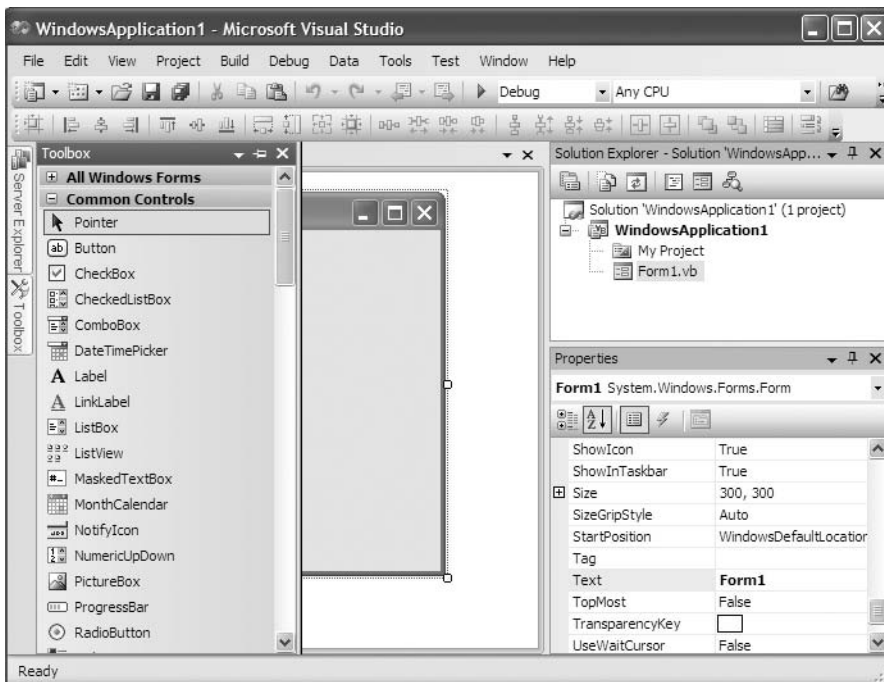 WindowsApplication1 - Microsoft Visual Studio
File Edit View Project Build Debug Data Tools Test Window Help
Debug Any CPU
Server Explorer
Toolbox
Toolbox
All Windows Forms
Common Controls
Pointer
Button
CheckBox
CheckedListBox
ComboBox
DateTimePicker
Label
LinkLabel
ListBox
ListView
MaskedTextBox
MonthCalendar
NotifyIcon
NumericUpDown
PictureBox
ProgressBar
RadioButton
Solution Explorer - Solution 'WindowsApp...
Solution 'WindowsApplication1' (1 project)
WindowsApplication1
My Project
Form1.vb
Properties
Form1 System.Windows.Forms.Form
ShowIcon True
ShowInTaskbar True
Size 300, 300
SizeGripStyle Auto
StartPosition WindowsDefaultLocation
Tag
Text Form1
TopMost False
TransparencyKey
UseWaitCursor False
Ready